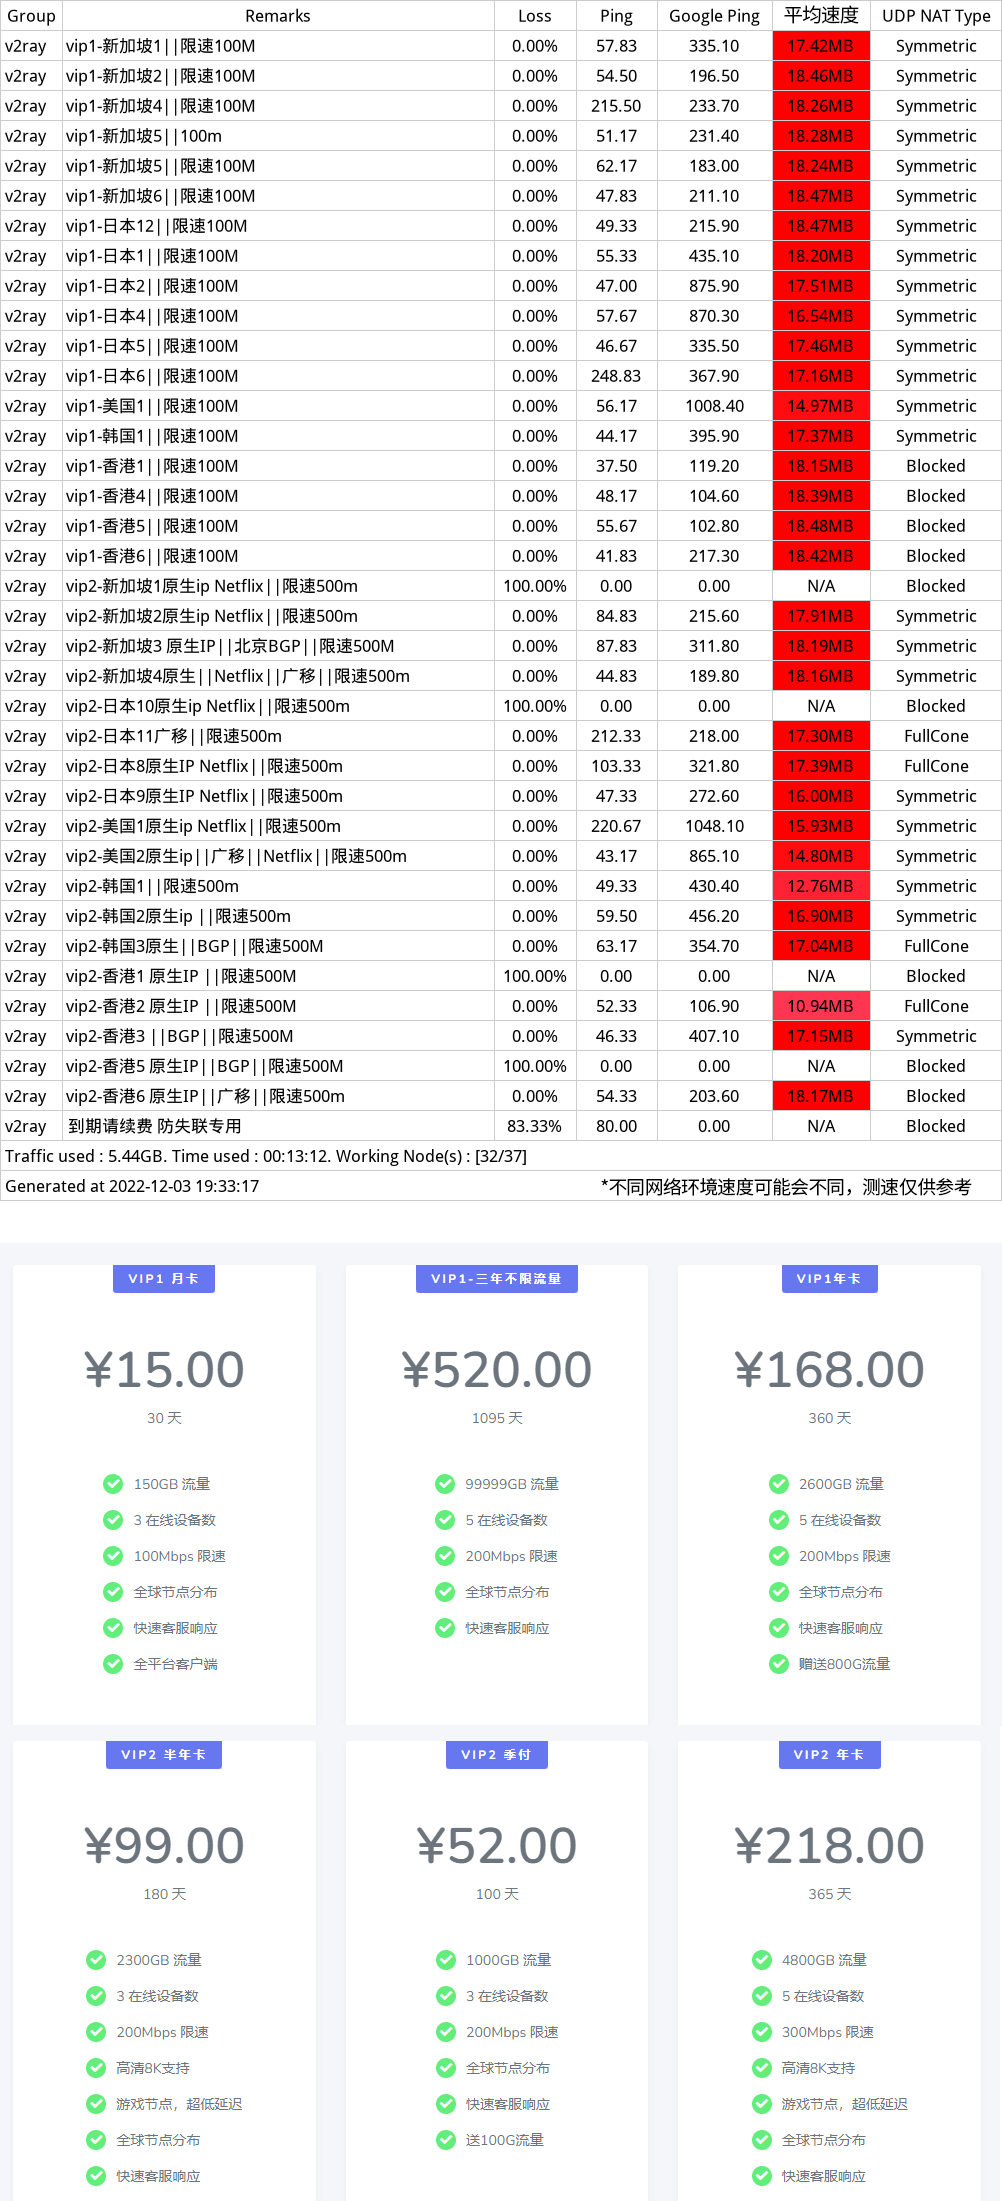 Group Remarks Loss Ping Google Ping 平均速度 UDP NAT Type
v2ray vip1-新加坡1||限速100M 0.00% 57.83 335.10 17.42MB Symmetric
v2ray vip1-新加坡2||限速100M 0.00% 54.50 196.50 18.46MB Symmetric
v2ray vip1-新加坡4||限速100M 0.00% 215.50 233.70 18.26MB Symmetric
v2ray vip1-新加坡5||100m 0.00% 51.17 231.40 18.28MB Symmetric
v2ray vip1-新加坡5||限速100M 0.00% 62.17 183.00 18.24MB Symmetric
v2ray vip1-新加坡6||限速100M 0.00% 47.83 211.10 18.47MB Symmetric
v2ray vip1-日本12||限速100M 0.00% 49.33 215.90 18.47MB Symmetric
v2ray vip1-日本1||限速100M 0.00% 55.33 435.10 18.20MB Symmetric
v2ray vip1-日本2||限速100M 0.00% 47.00 875.90 17.51MB Symmetric
v2ray vip1-日本4||限速100M 0.00% 57.67 870.30 16.54MB Symmetric
v2ray vip1-日本5||限速100M 0.00% 46.67 335.50 17.46MB Symmetric
v2ray vip1-日本6||限速100M 0.00% 248.83 367.90 17.16MB Symmetric
v2ray vip1-美国1||限速100M 0.00% 56.17 1008.40 14.97MB Symmetric
v2ray vip1-韩国1||限速100M 0.00% 44.17 395.90 17.37MB Symmetric
v2ray vip1-香港1||限速100M 0.00% 37.50 119.20 18.15MB Blocked
v2ray vip1-香港4||限速100M 0.00% 48.17 104.60 18.39MB Blocked
v2ray vip1-香港5||限速100M 0.00% 55.67 102.80 18.48MB Blocked
v2ray vip1-香港6||限速100M 0.00% 41.83 217.30 18.42MB Blocked
v2ray vip2-新加坡1原生ip Netflix||限速500m 100.00% 0.00 0.00 N/A Blocked
v2ray vip2-新加坡2原生ip Netflix||限速500m 0.00% 84.83 215.60 17.91MB Symmetric
v2ray vip2-新加坡3 原生IP||北京BGP||限速500M 0.00% 87.83 311.80 18.19MB Symmetric
v2ray vip2-新加坡4原生||Netflix||广移||限速500m 0.00% 44.83 189.80 18.16MB Symmetric
v2ray vip2-日本10原生ip Netflix||限速500m 100.00% 0.00 0.00 N/A Blocked
v2ray vip2-日本11广移||限速500m 0.00% 212.33 218.00 17.30MB FullCone
v2ray vip2-日本8原生IP Netflix||限速500m 0.00% 103.33 321.80 17.39MB FullCone
v2ray vip2-日本9原生IP Netflix||限速500m 0.00% 47.33 272.60 16.00MB Symmetric
v2ray vip2-美国1原生ip Netflix||限速500m 0.00% 220.67 1048.10 15.93MB Symmetric
v2ray vip2-美国2原生ip||广移||Netflix||限速500m 0.00% 43.17 865.10 14.80MB Symmetric
v2ray vip2-韩国1||限速500m 0.00% 49.33 430.40 12.76MB Symmetric
v2ray vip2-韩国2原生ip ||限速500m 0.00% 59.50 456.20 16.90MB Symmetric
v2ray vip2-韩国3原生||BGP||限速500M 0.00% 63.17 354.70 17.04MB FullCone
v2ray vip2-香港1 原生IP ||限速500M 100.00% 0.00 0.00 N/A Blocked
v2ray vip2-香港2 原生IP ||限速500M 0.00% 52.33 106.90 10.94MB FullCone
v2ray vip2-香港3 ||BGP||限速500M 0.00% 46.33 407.10 17.15MB Symmetric
v2ray vip2-香港5 原生IP||BGP||限速500M 100.00% 0.00 0.00 N/A Blocked
v2ray vip2-香港6 原生IP||广移||限速500m 0.00% 54.33 203.60 18.17MB Blocked
v2ray 到期请续费 防失联专用 83.33% 80.00 0.00 N/A Blocked
Traffic used : 5.44GB. Time used : 00:13:12. Working Node(s) : [32/37]
Generated at 2022-12-03 19:33:17 *不同网络环境速度可能会不同，测速仅供参考
VIP1 月卡
¥15.00
30 天
150GB 流量
3 在线设备数
100Mbps 限速
全球节点分布
快速客服响应
全平台客户端
VIP1-三年不限流量
¥520.00
1095 天
99999GB 流量
5 在线设备数
200Mbps 限速
全球节点分布
快速客服响应
VIP1年卡
¥168.00
360 天
2600GB 流量
5 在线设备数
200Mbps 限速
全球节点分布
快速客服响应
赠送800G流量
VIP2 半年卡
¥99.00
180 天
2300GB 流量
3 在线设备数
200Mbps 限速
高清8K支持
游戏节点，超低延迟
全球节点分布
快速客服响应
VIP2 季付
¥52.00
100 天
1000GB 流量
3 在线设备数
200Mbps 限速
全球节点分布
快速客服响应
送100G流量
VIP2 年卡
¥218.00
365 天
4800GB 流量
5 在线设备数
300Mbps 限速
高清8K支持
游戏节点，超低延迟
全球节点分布
快速客服响应